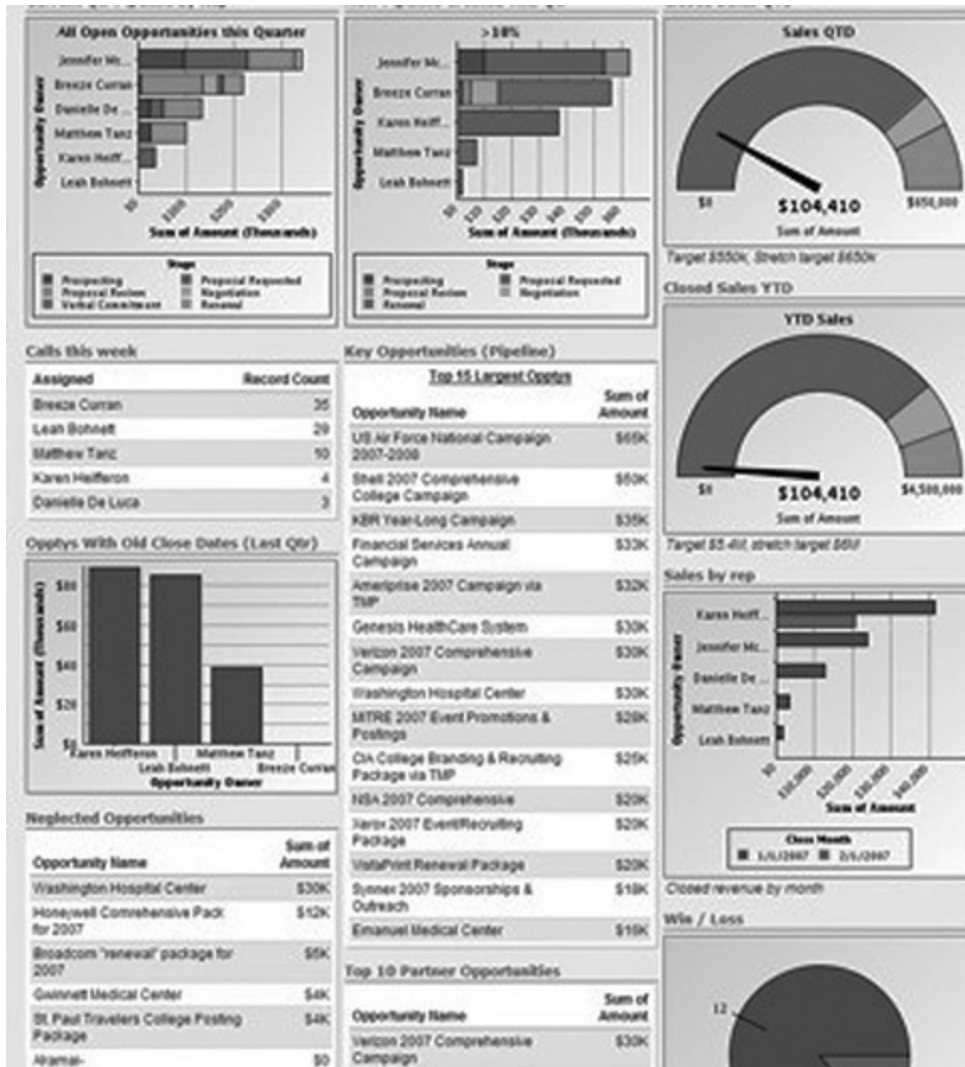 All Open Opportunities this Quarter
Opportunity Owner
Jennifer Mc...
Breeze Curran
Danielle De ...
Matthew Tanz
Karen Heiff...
Leah Bohnett
$0
$100
$200
$300
Sum of Amount (Thousands)
Stage
Prospecting
Proposal Requested
Proposal Review
Negotiation
Verbal Commitment
Renewal
Calls this week
Assigned
Record Count
Breeze Curran
35
Leah Bohnett
29
Matthew Tanz
10
Karen Heifferon
4
Danielle De Luca
3
Opptys With Old Close Dates (Last Qtr)
Sum of Amount (Thousands)
$80
$60
$40
$20
$0
Karen Heifferon
Matthew Tanz
Leah Bohnett
Breeze Curran
Opportunity Owner
Neglected Opportunities
Sum of
Opportunity Name
Amount
Washington Hospital Center
$30K
Honeywell Comrehensive Pack
$12K
for 2007
Broadcom "renewal" package for
$5K
2007
Gwinnett Medical Center
$4K
St. Paul Travelers College Posting
$4K
Package
Akamai-
$0
>10%
Opportunity Owner
Jennifer Mc...
Breeze Curran
Karen Heiff...
Matthew Tanz
Leah Bohnett
$0
$10
$20
$30
$40
$50
$60
Sum of Amount (Thousands)
Stage
Prospecting
Proposal Requested
Proposal Review
Negotiation
Renewal
Key Opportunities (Pipeline)
Top 15 Largest Opptys
Sum of
Opportunity Name
Amount
US Air Force National Campaign
$65K
2007-2008
Shell 2007 Comprehensive
$50K
College Campaign
KBR Year-Long Campaign
$35K
Financial Services Annual
$33K
Campaign
Ameriprise 2007 Campaign via
$32K
TMP
Genesis HealthCare System
$30K
Verizon 2007 Comprehensive
$30K
Campaign
Washington Hospital Center
$30K
MITRE 2007 Event Promotions &
$28K
Postings
CIA College Branding & Recruiting
$25K
Package via TMP
NSA 2007 Comprehensive
$20K
Xerox 2007 Event/Recruiting
$20K
Package
VistaPrint Renewal Package
$20K
Synnex 2007 Sponsorships &
$18K
Outreach
Emanuel Medical Center
$16K
Top 10 Partner Opportunities
Sum of
Opportunity Name
Amount
Verizon 2007 Comprehensive
$30K
Campaign
Sales QTD
$0
$104,410
$650,000
Sum of Amount
Target $550k, Stretch target $650k
Closed Sales YTD
YTD Sales
$0
$104,410
Sum of Amount
Target $5.4M, stretch target $6M
Sales by rep
Opportunity Owner
Karen Heiff...
Jennifer Mc...
Danielle De ...
Matthew Tanz
Leah Bohnett
$0
$10,000
$20,000
$30,000
$40,000
Sum of Amount
Close Month
1/1/2007
2/1/2007
Closed revenue by month
Win / Loss
12